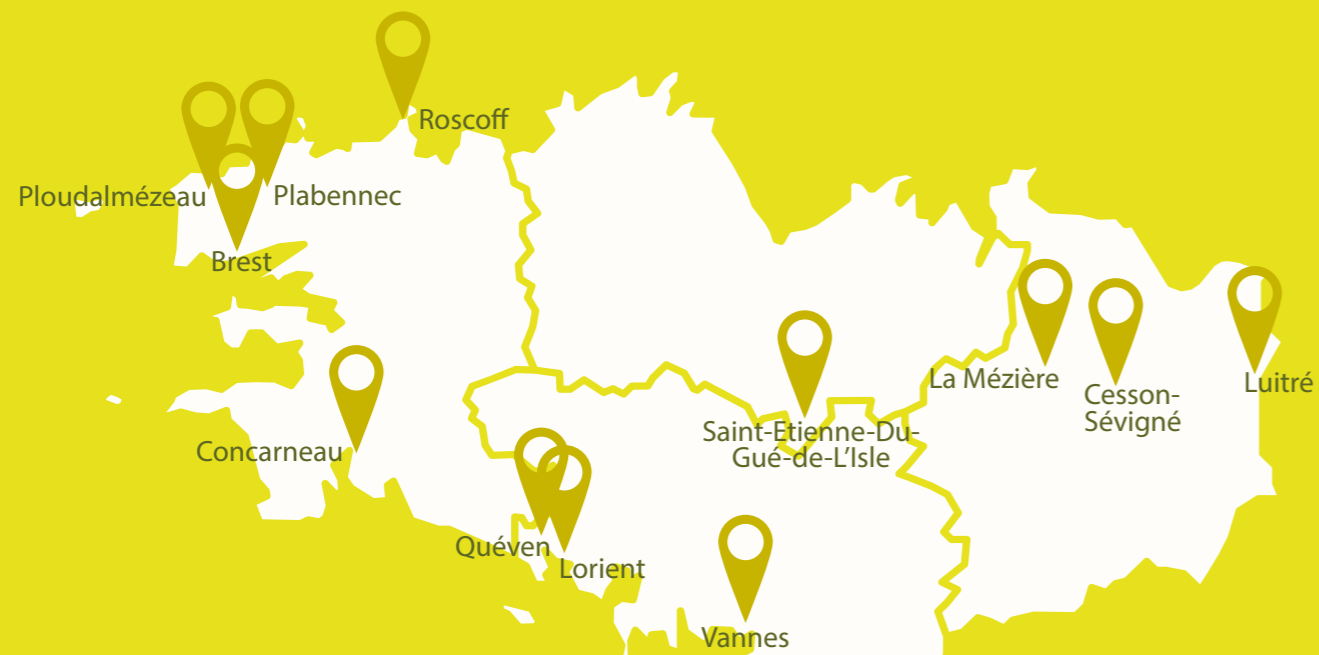 Roscoff
Ploudalmézeau
Plabennec
Brest
La Mézière
Luitré
Cesson-
Sévigné
Saint-Etienne-Du-
Gué-de-L'Isle
Concarneau
Quéven
Lorient
Vannes